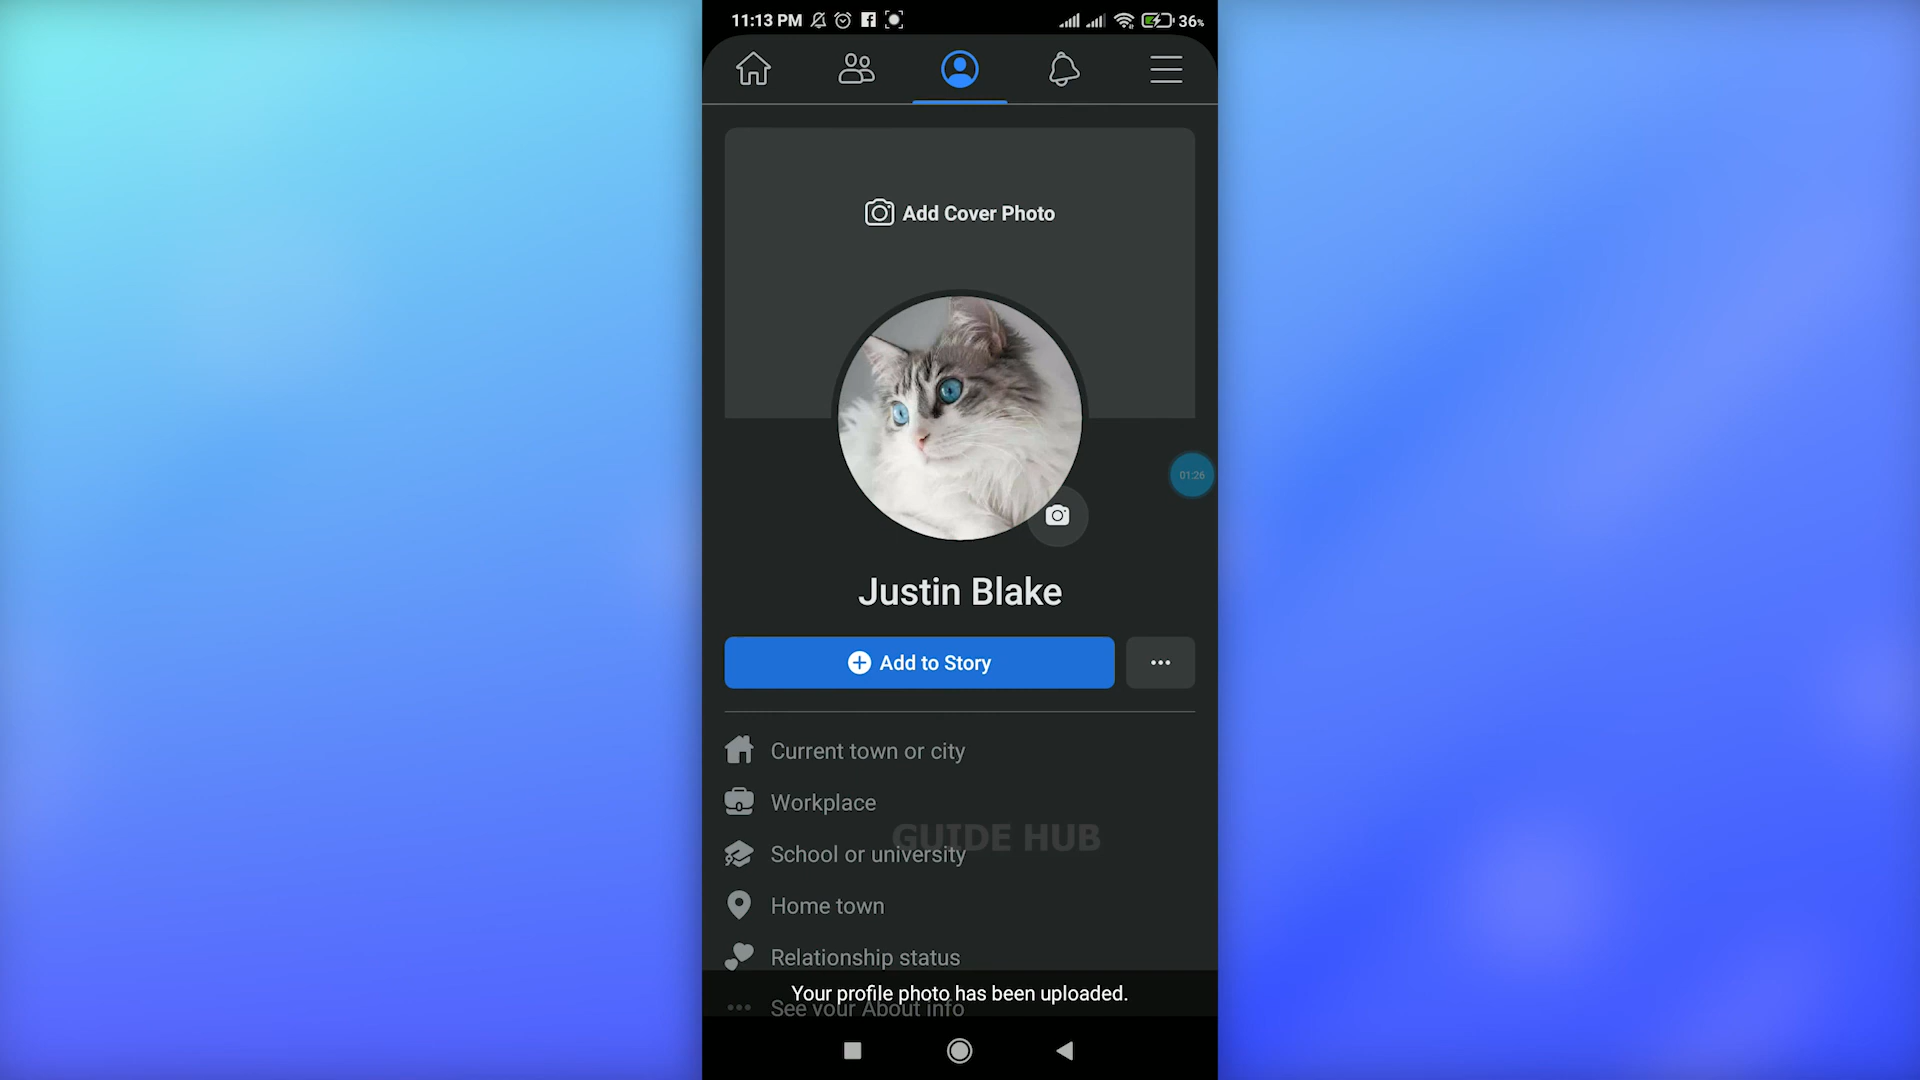 11:13 PM 36%
Add Cover Photo
01:26
Justin Blake
Add to Story
Current town or city
Workplace
GUIDE HUB
School or university
Home town
Relationship status
Your profile photo has been uploaded.
See your About info